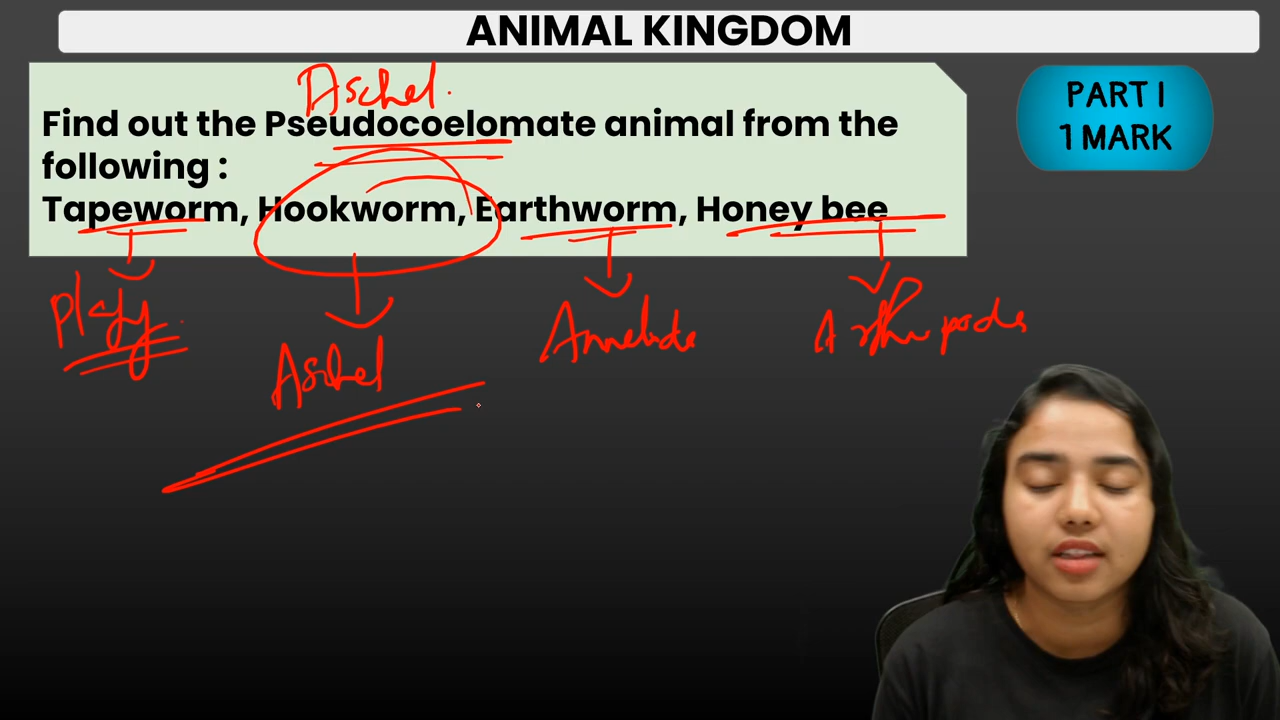 ANIMAL KINGDOM
PART I
1 MARK
Aschel.
Find out the Pseudocoelomate animal from the
following :
Tapeworm, Hookworm, Earthworm, Honey bee
Platy.
Aschel
Annelida
Arthropoda